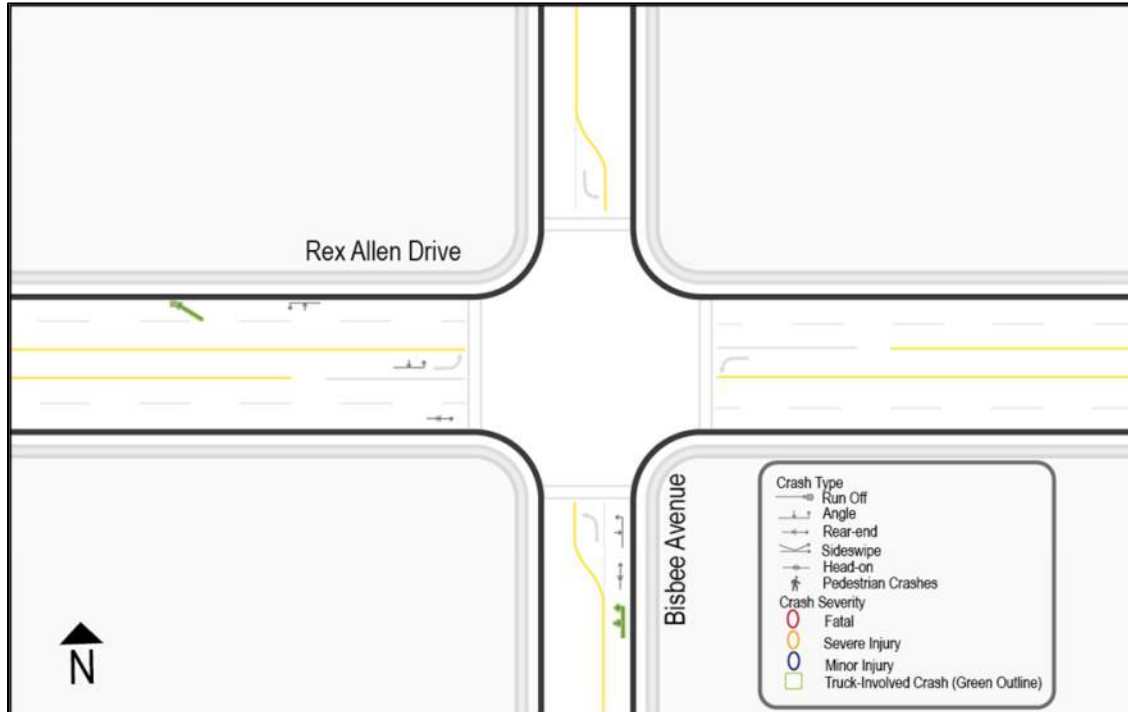 Rex Allen Drive
Bisbee Avenue
N
Crash Type
Run Off
Angle
Rear-end
Sideswipe
Head-on
Pedestrian Crashes
Crash Severity
Fatal
Severe Injury
Minor Injury
Truck-Involved Crash (Green Outline)